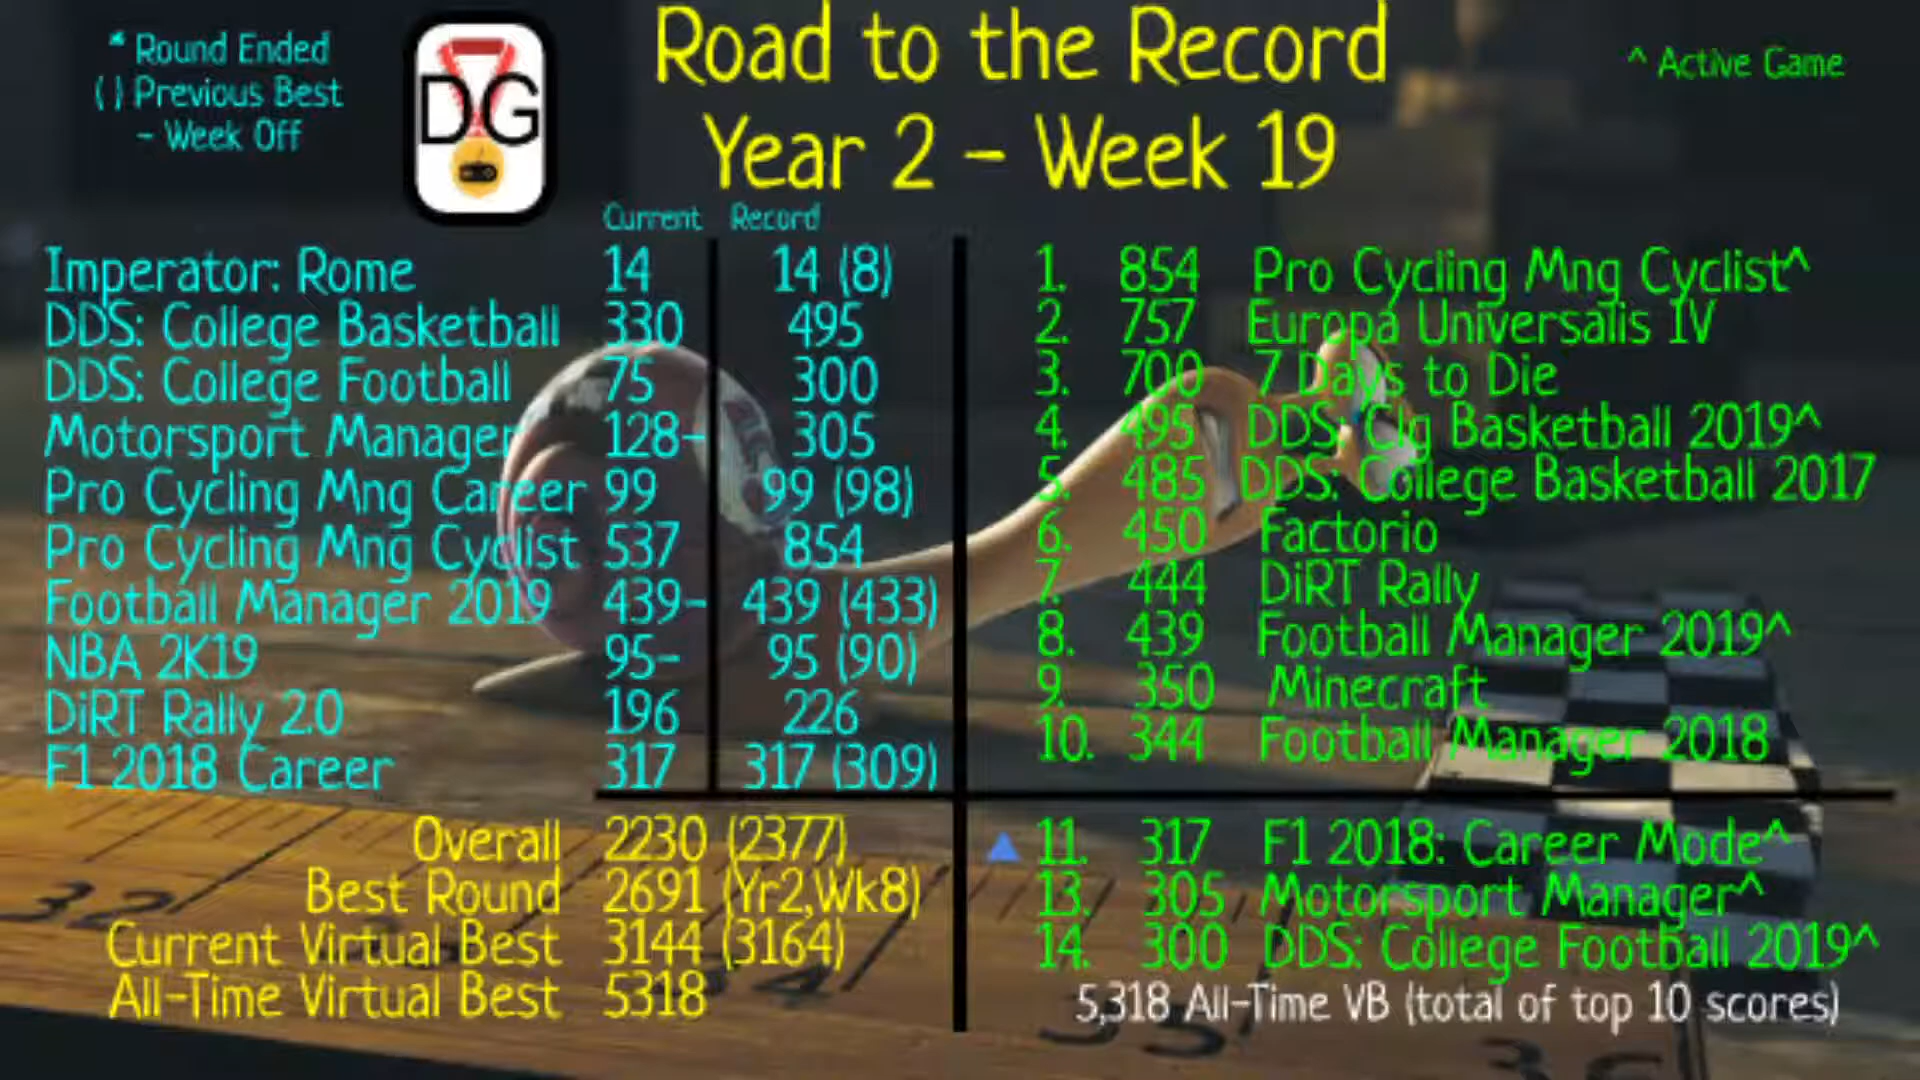 * Round Ended
( ) Previous Best
- Week Off
DG
Road to the Record
Year 2 - Week 19
^ Active Game
Current Record
Imperator: Rome 14 14 (8)
DDS: College Basketball 330 495
DDS: College Football 75 300
Motorsport Manager 128- 305
Pro Cycling Mng Career 99 99 (98)
Pro Cycling Mng Cyclist 537 854
Football Manager 2019 439- 439 (433)
NBA 2K19 95- 95 (90)
DiRT Rally 2.0 196 226
F1 2018 Career 317 317 (309)
Overall 2230 (2377)
Best Round 2691 (Yr2,Wk8)
Current Virtual Best 3144 (3164)
All-Time Virtual Best 5318
1. 854 Pro Cycling Mng Cyclist^
2. 757 Europa Universalis IV
3. 700 7 Days to Die
4. 495 DDS: Clg Basketball 2019^
5. 485 DDS: College Basketball 2017
6. 450 Factorio
7. 444 DiRT Rally
8. 439 Football Manager 2019^
9. 350 Minecraft
10. 344 Football Manager 2018
11. 317 F1 2018: Career Mode^
13. 305 Motorsport Manager^
14. 300 DDS: College Football 2019^
5,318 All-Time VB (total of top 10 scores)
32
34
35
36